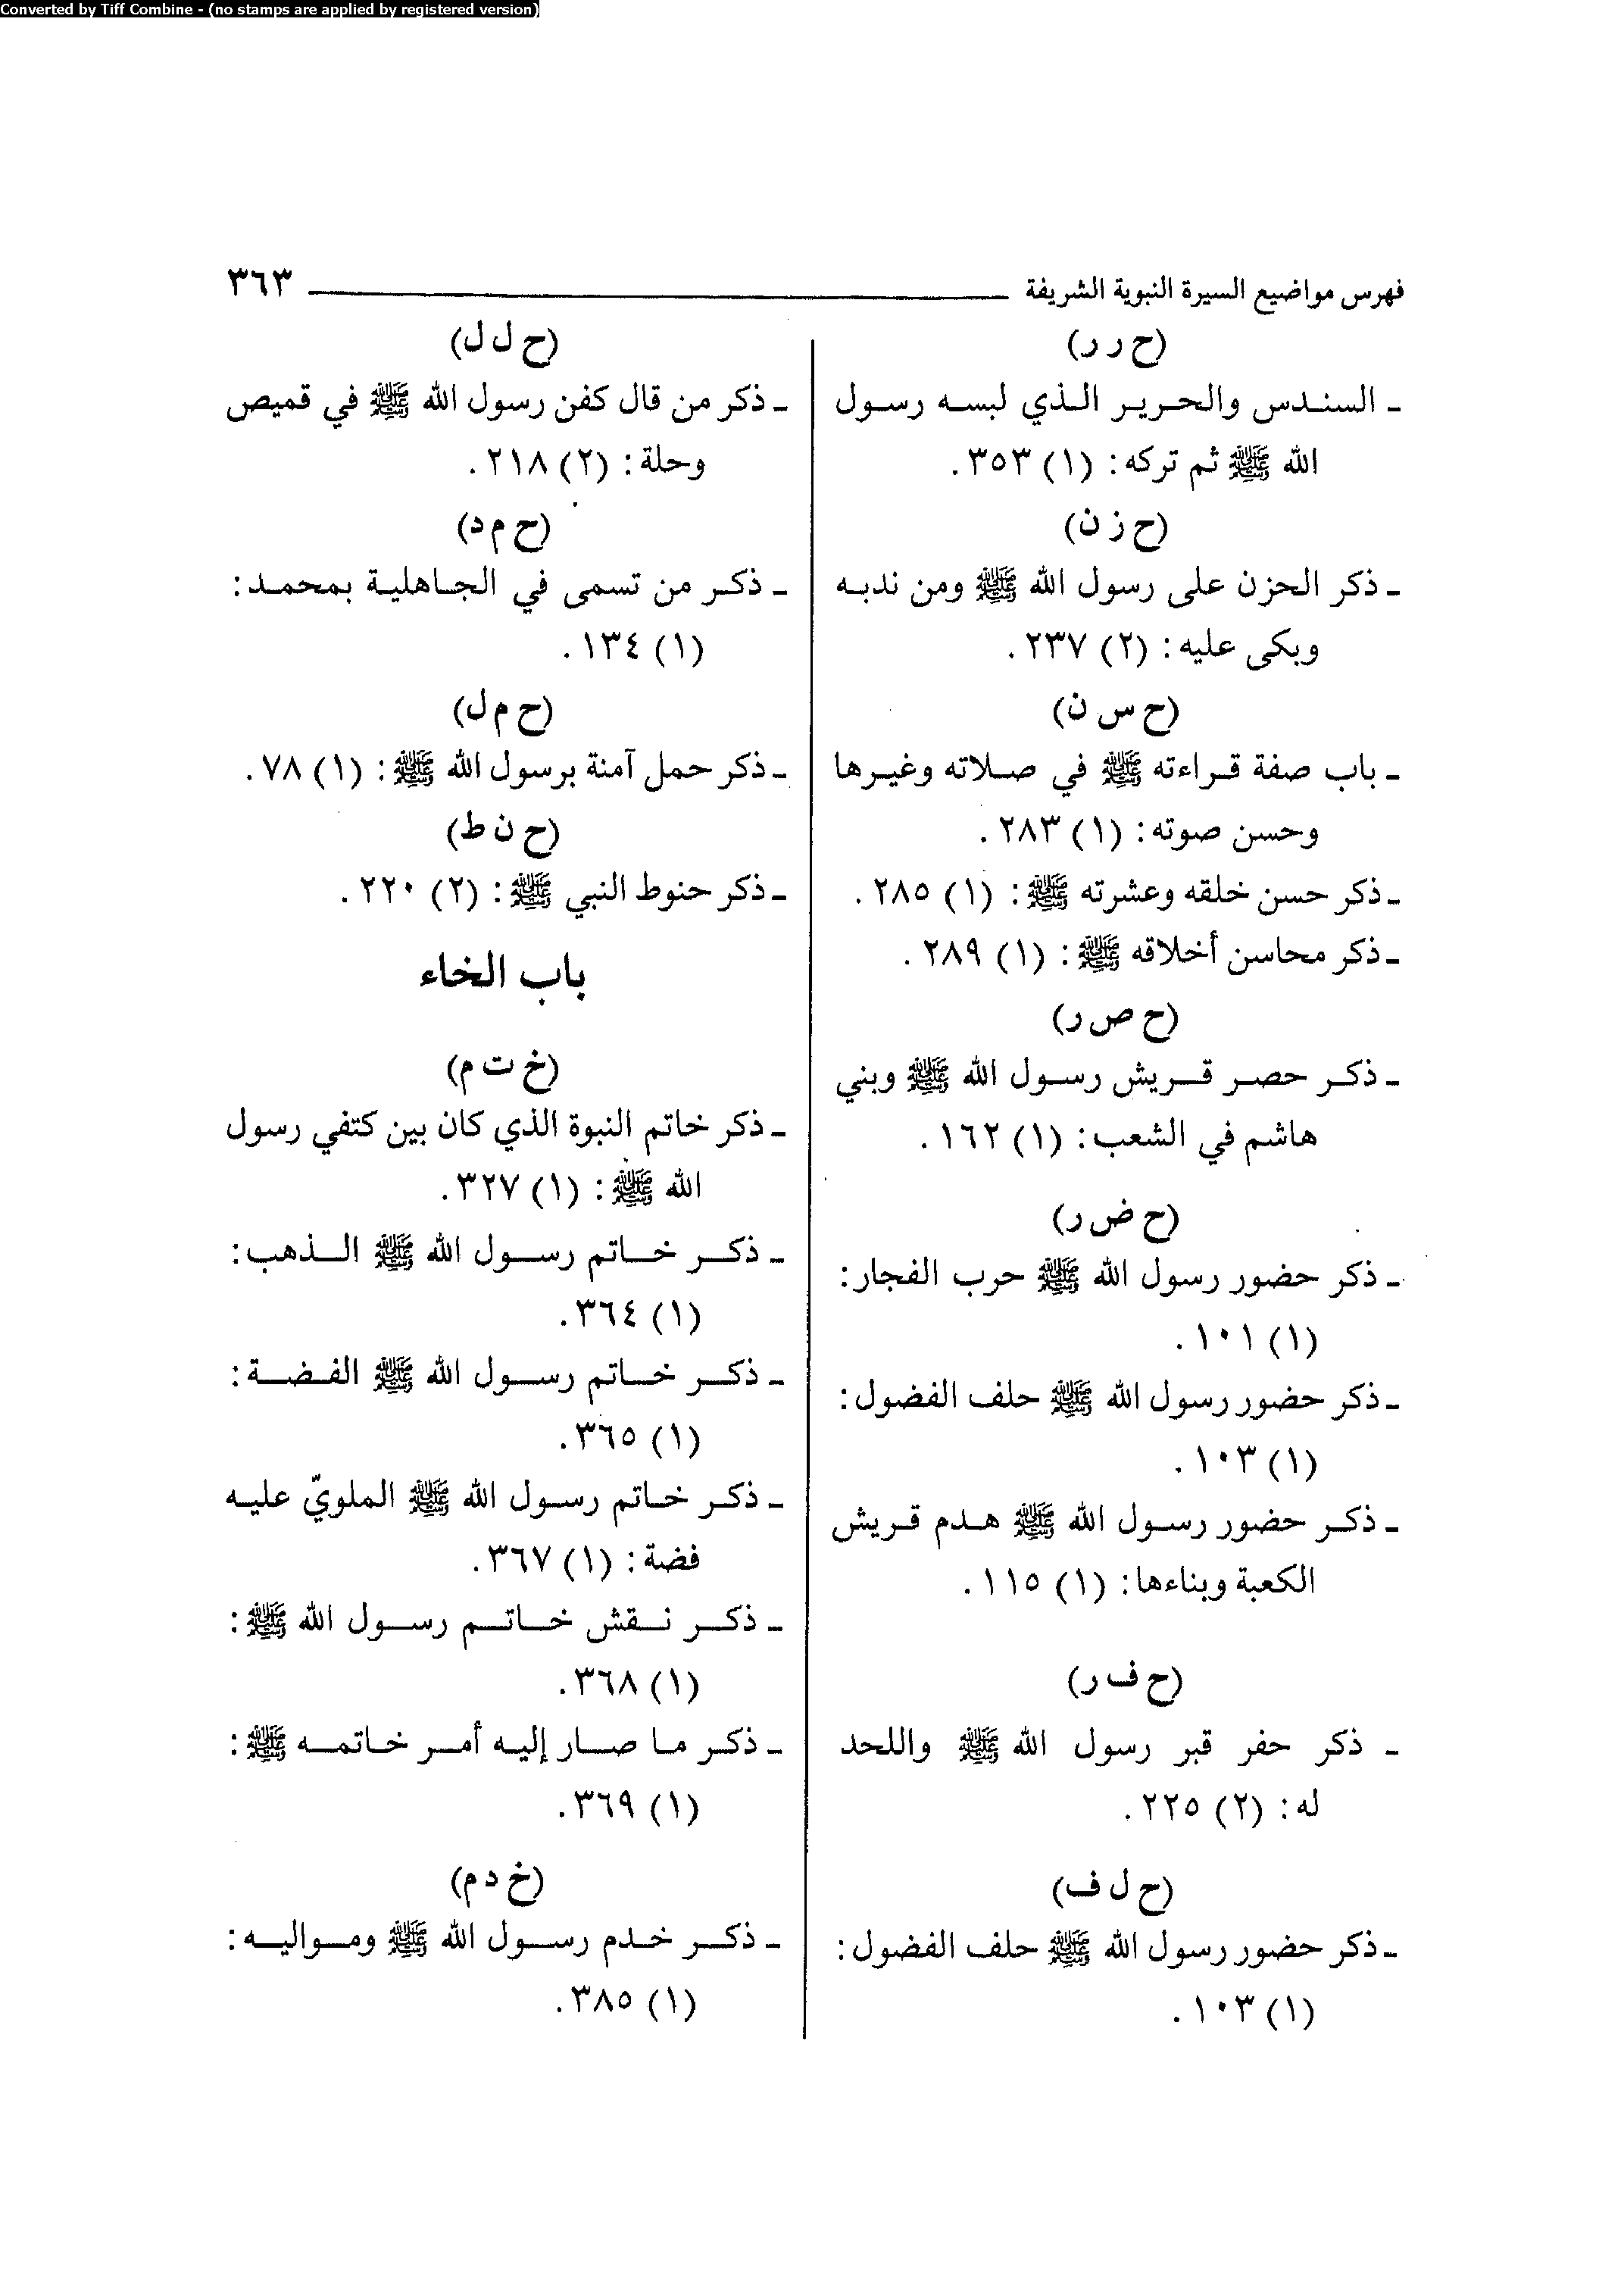 Converted by Tiff Combine - (no stamps are applied by registered version)
فهرس مواضيع السيرة النبوية الشريفة ٣٦٣
(ح ر ر)
ـ السندس والحرير الذي لبسه رسول
الله ﷺ ثم تركه: (١) ٣٥٣.
(ح ز ن)
ـ ذكر الحزن على رسول الله ﷺ ومن ندبه
وبكى عليه: (٢) ٢٣٧.
(ح س ن)
ـ باب صفة قراءته ﷺ في صلاته وغيرها
وحسن صوته: (١) ٢٨٣.
ـ ذكر حسن خلقه وعشرته ﷺ: (١) ٢٨٥.
ـ ذكر محاسن أخلاقه ﷺ: (١) ٢٨٩.
(ح ص ر)
ـ ذكر حصر قريش رسول الله ﷺ وبني
هاشم في الشعب: (١) ١٦٢.
(ح ض ر)
ـ ذكر حضور رسول الله ﷺ حرب الفجار:
(١) ١٠١.
ـ ذكر حضور رسول الله ﷺ حلف الفضول:
(١) ١٠٣.
ـ ذكر حضور رسول الله ﷺ هدم قريش
الكعبة وبناءها: (١) ١١٥.
(ح ف ر)
ـ ذكر حفر قبر رسول الله ﷺ واللحد
له: (٢) ٢٢٥.
(ح ل ف)
ـ ذكر حضور رسول الله ﷺ حلف الفضول:
(١) ١٠٣.
(ح ل ل)
ـ ذكر من قال كفن رسول الله ﷺ في قميص
وحلة: (٢) ٢١٨.
(ح م د)
ـ ذكر من تسمى في الجاهلية بمحمد:
(١) ١٣٤.
(ح م ل)
ـ ذكر حمل آمنة برسول الله ﷺ: (١) ٧٨.
(ح ن ط)
ـ ذكر حنوط النبي ﷺ: (٢) ٢٢٠.
باب الخاء
(خ ت م)
ـ ذكر خاتم النبوة الذي كان بين كتفي رسول
الله ﷺ: (١) ٣٢٧.
ـ ذكر خاتم رسول الله ﷺ الذهب:
(١) ٣٦٤.
ـ ذكر خاتم رسول الله ﷺ الفضة:
(١) ٣٦٥.
ـ ذكر خاتم رسول الله ﷺ الملويّ عليه
فضة: (١) ٣٦٧.
ـ ذكر نقش خاتم رسول الله ﷺ:
(١) ٣٦٨.
ـ ذكر ما صار إليه أمر خاتمه ﷺ:
(١) ٣٦٩.
(خ د م)
ـ ذكر خدم رسول الله ﷺ ومواليه:
(١) ٣٨٥.